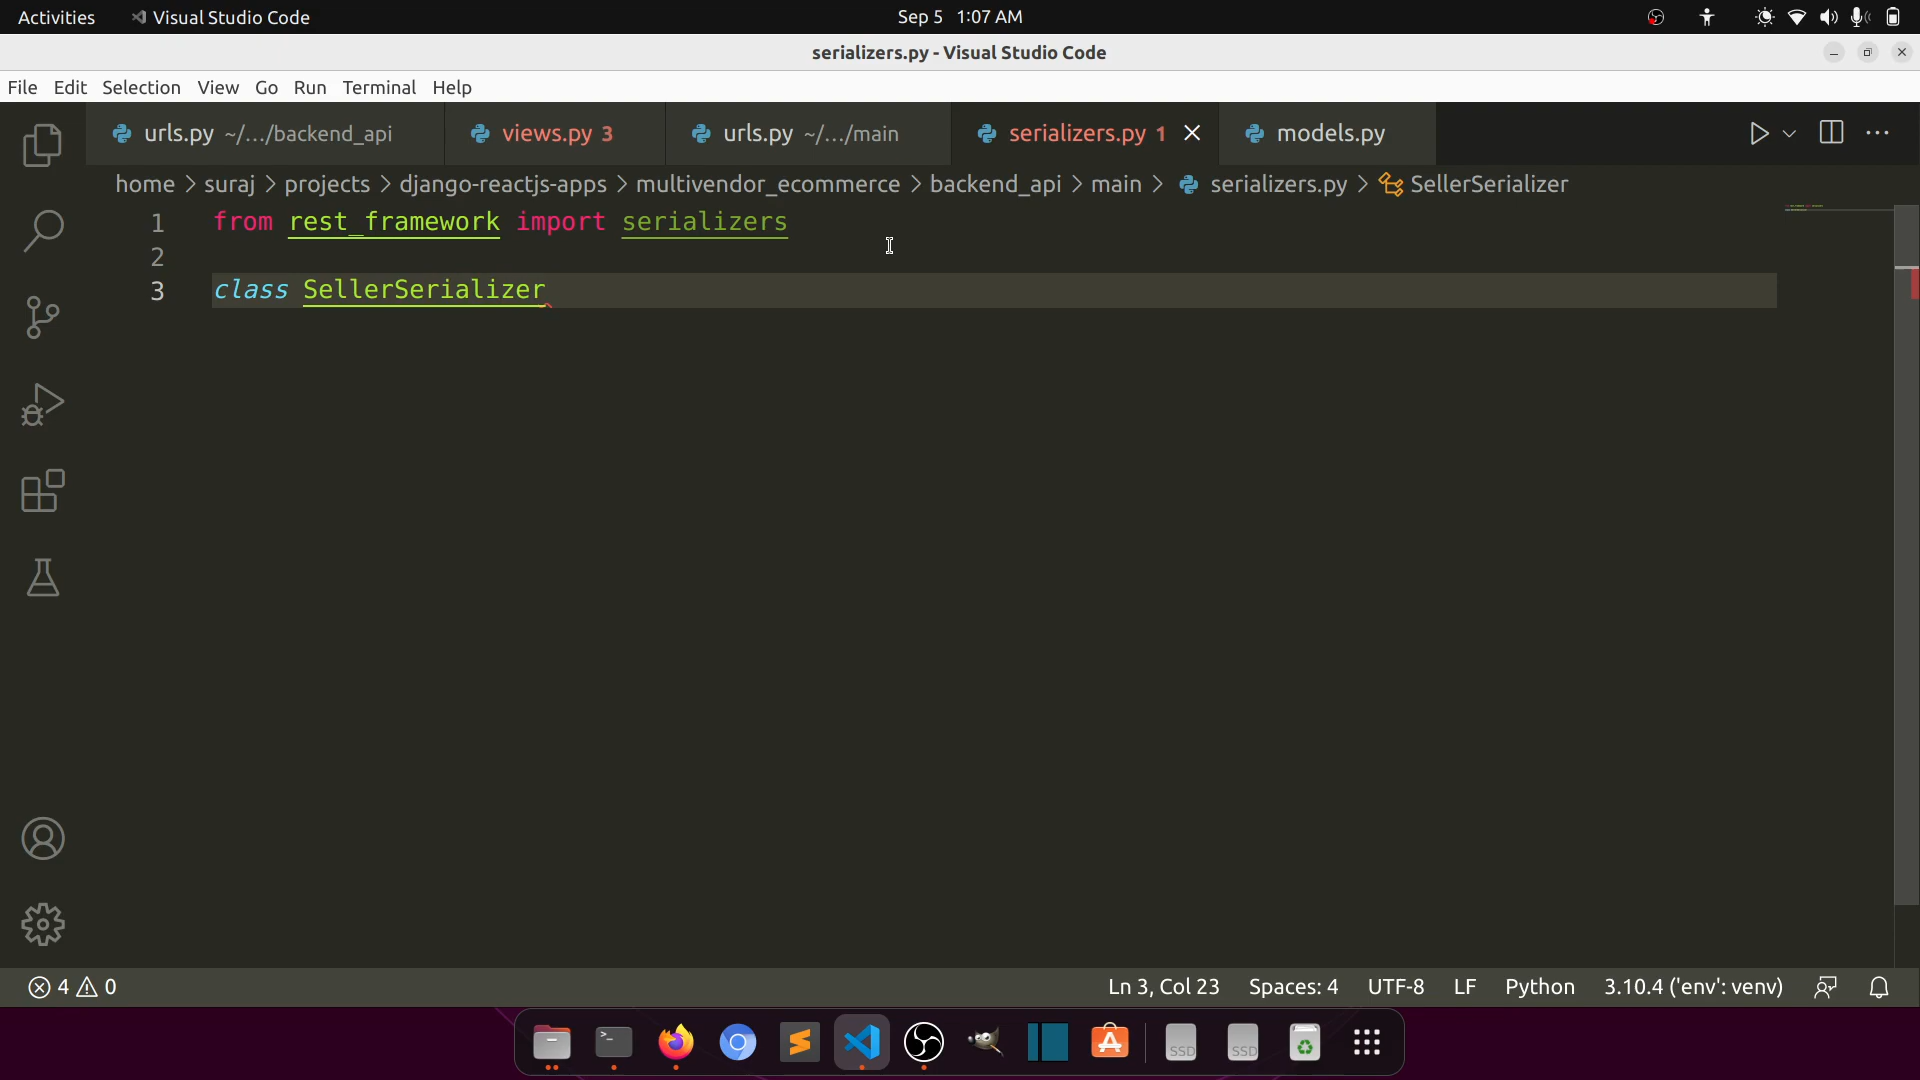 Activities Visual Studio Code Sep 5 1:07 AM
serializers.py - Visual Studio Code
File Edit Selection View Go Run Terminal Help
urls.py ~/.../backend_api views.py 3 urls.py ~/.../main serializers.py 1 models.py
home > suraj > projects > django-reactjs-apps > multivendor_ecommerce > backend_api > main > serializers.py > SellerSerializer
1 from rest_framework import serializers
2
3 class SellerSerializer
4 0 Ln 3, Col 23 Spaces: 4 UTF-8 LF Python 3.10.4 ('env': venv)
SSD SSD